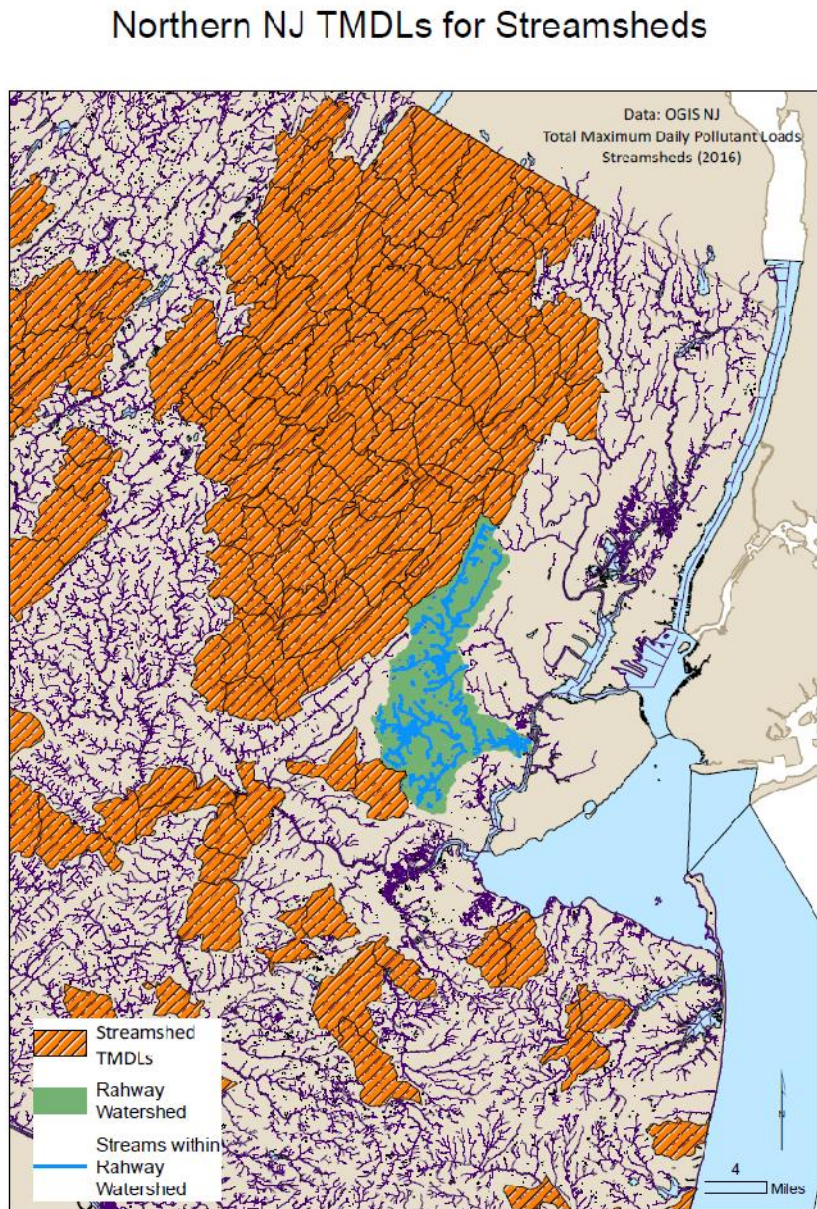 Northern NJ TMDLs for Streamsheds
Data: OGIS NJ
Total Maximum Daily Pollutant Loads
Streamsheds (2016)
Streamshed
TMDLs
Rahway
Watershed
Streams within
Rahway
Watershed
N
4
Miles